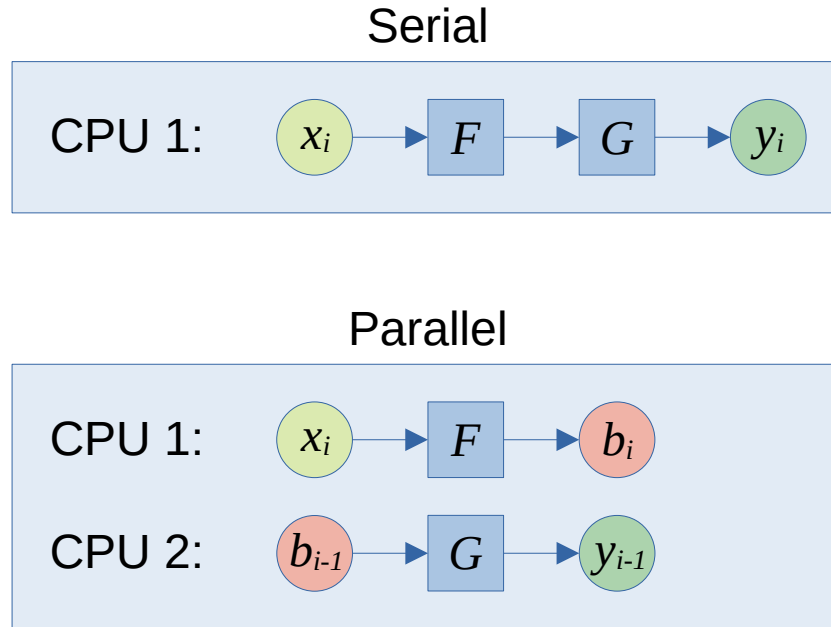 Serial
CPU 1: xᵢ F G yᵢ
Parallel
CPU 1: xᵢ F bᵢ
CPU 2: bᵢ₋₁ G yᵢ₋₁